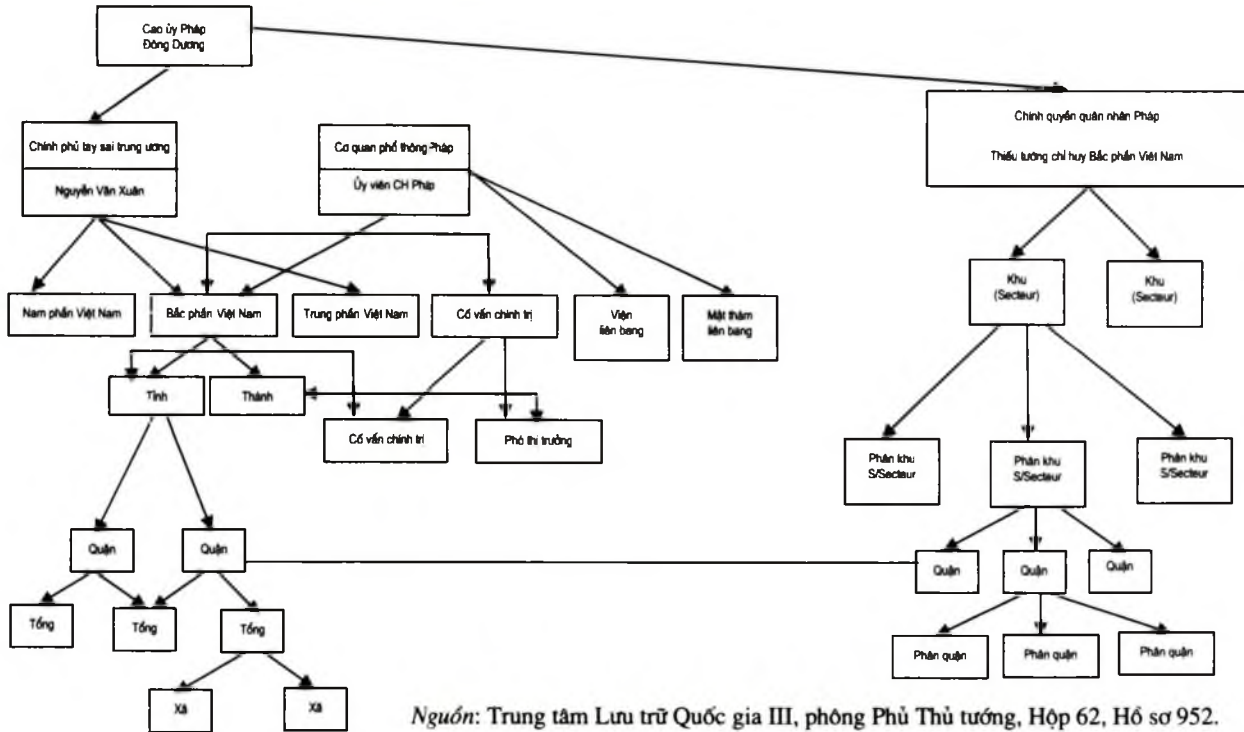 Cao ủy Pháp
Đông Dương
Chính quyền quân nhân Pháp
Thiếu tướng chỉ huy Bắc phần Việt Nam
Chính phủ tay sai trung ương
Nguyễn Văn Xuân
Cơ quan phổ thông Pháp
Ủy viên CH Pháp
Khu
(Secteur)
Khu
(Secteur)
Nam phần Việt Nam
Bắc phần Việt Nam
Trung phần Việt Nam
Cố vấn chính trị
Viện
liên bang
Mật thám
liên bang
Tỉnh
Thành
Cố vấn chính trị
Phó thị trưởng
Phân khu
S/Secteur
Phân khu
S/Secteur
Phân khu
S/Secteur
Quận
Quận
Quận
Quận
Quận
Tổng
Tổng
Tổng
Phân quận
Phân quận
Phân quận
Xã
Xã
Nguồn: Trung tâm Lưu trữ Quốc gia III, phông Phủ Thủ tướng, Hộp 62, Hồ sơ 952.